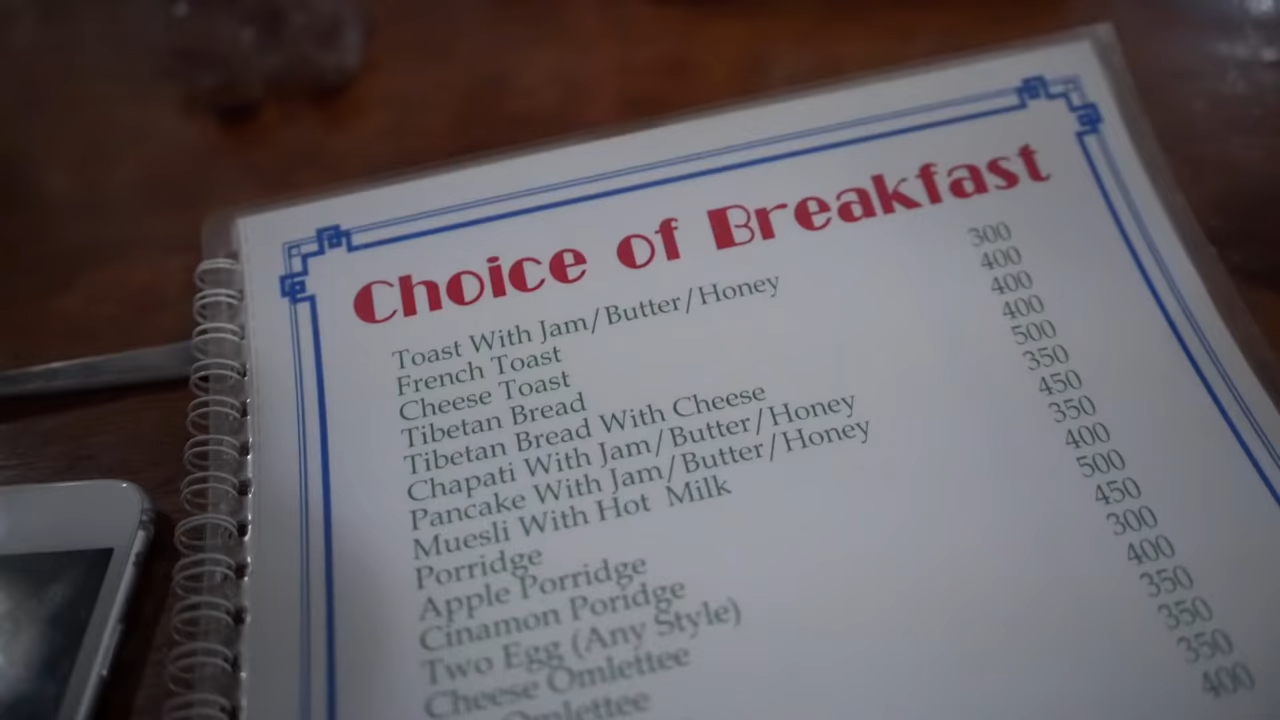 Choice of Breakfast
Toast With Jam/Butter/Honey 300
French Toast 400
Cheese Toast 400
Tibetan Bread 400
Tibetan Bread With Cheese 500
Chapati With Jam/Butter/Honey 350
Pancake With Jam/Butter/Honey 450
Muesli With Hot Milk 350
Porridge 400
Apple Porridge 500
Cinamon Poridge 450
Two Egg (Any Style) 300
Cheese Omlettee 400
Omlettee 350
350
350
400